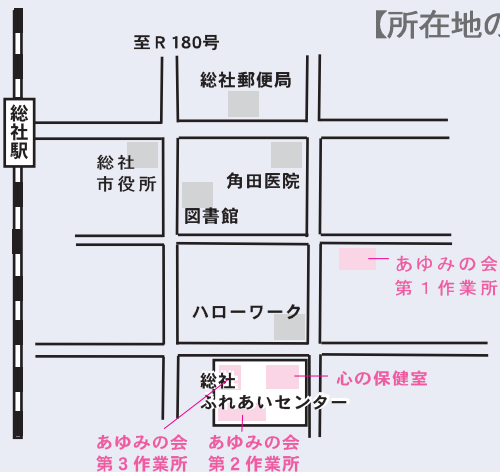 【所在地の
至R180号
総社郵便局
総社駅
総社
市役所
角田医院
図書館
あゆみの会
第1作業所
ハローワーク
心の保健室
総社
ふれあいセンター
あゆみの会
第3作業所
あゆみの会
第2作業所